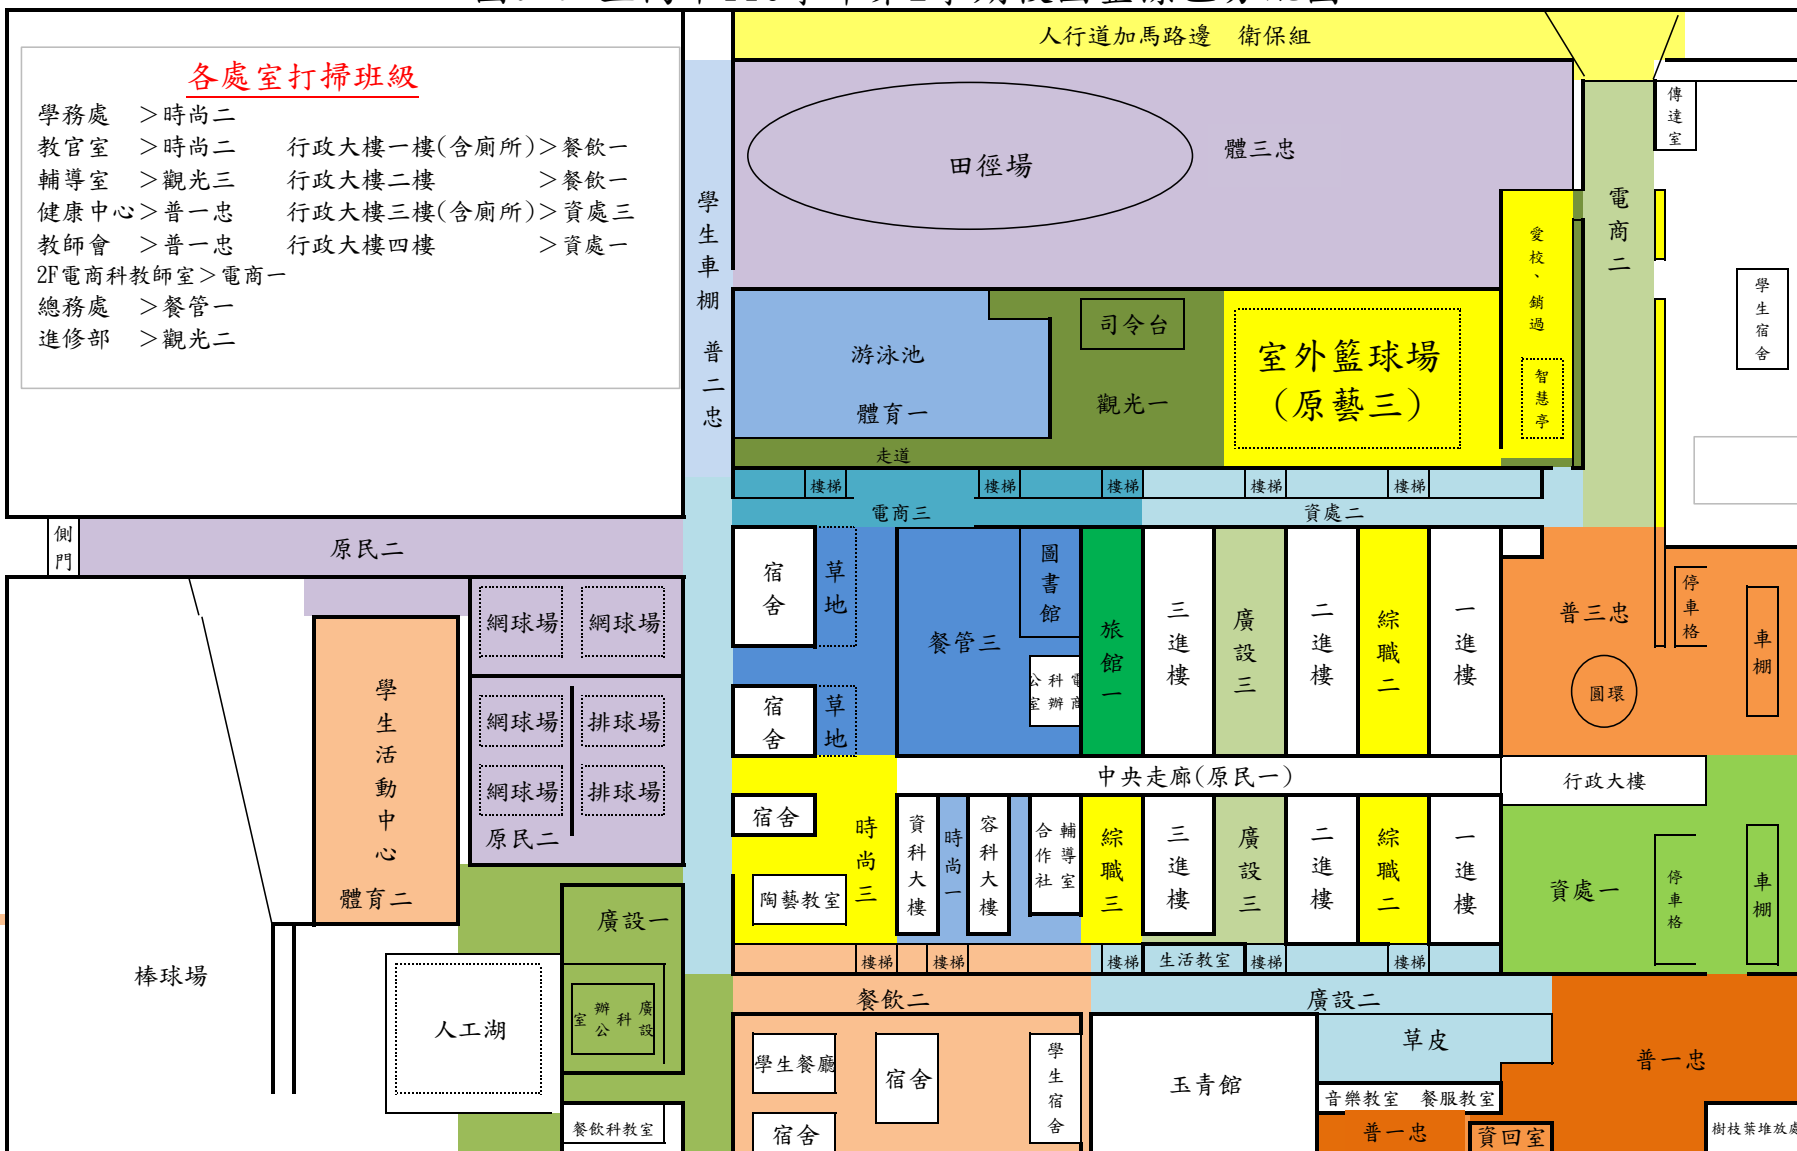 人行道加馬路邊　衛保組
各處室打掃班級
學務處　＞時尚二
教官室　＞時尚二　行政大樓一樓(含廁所)＞餐飲一
輔導室　＞觀光三　行政大樓二樓　＞餐飲一
健康中心＞普一忠　行政大樓三樓(含廁所)＞資處三
教師會　＞普一忠　行政大樓四樓　＞資處一
2F電商科教師室＞電商一
總務處　＞餐管一
進修部　＞觀光二
學生車棚　普二忠
田徑場
體三忠
傳達室
電商二
愛校、銷過
智慧亭
學生宿舍
司令台
游泳池
體育一
觀光一
室外籃球場
(原藝三)
走道
樓梯
樓梯
樓梯
樓梯
樓梯
電商三
資處二
側門
原民二
宿舍
草地
圖書館
餐管三
旅館一
三進樓
廣設三
二進樓
綜職二
一進樓
普三忠
停車格
車棚
圓環
網球場
網球場
網球場
排球場
網球場
排球場
原民二
學生活動中心
體育二
宿舍
草地
電商科辦公室
中央走廊(原民一)
行政大樓
宿舍
時尚三
陶藝教室
資科大樓
時尚一
容科大樓
輔導室
合作社
綜職三
三進樓
廣設三
二進樓
綜職二
一進樓
資處一
停車格
車棚
樓梯
樓梯
樓梯
生活教室
樓梯
樓梯
廣設一
棒球場
人工湖
廣設科辦公室
餐飲科教室
餐飲二
廣設二
學生餐廳
宿舍
學生宿舍
宿舍
玉青館
草皮
音樂教室　餐服教室
普一忠
普一忠
資回室
樹枝葉堆放處